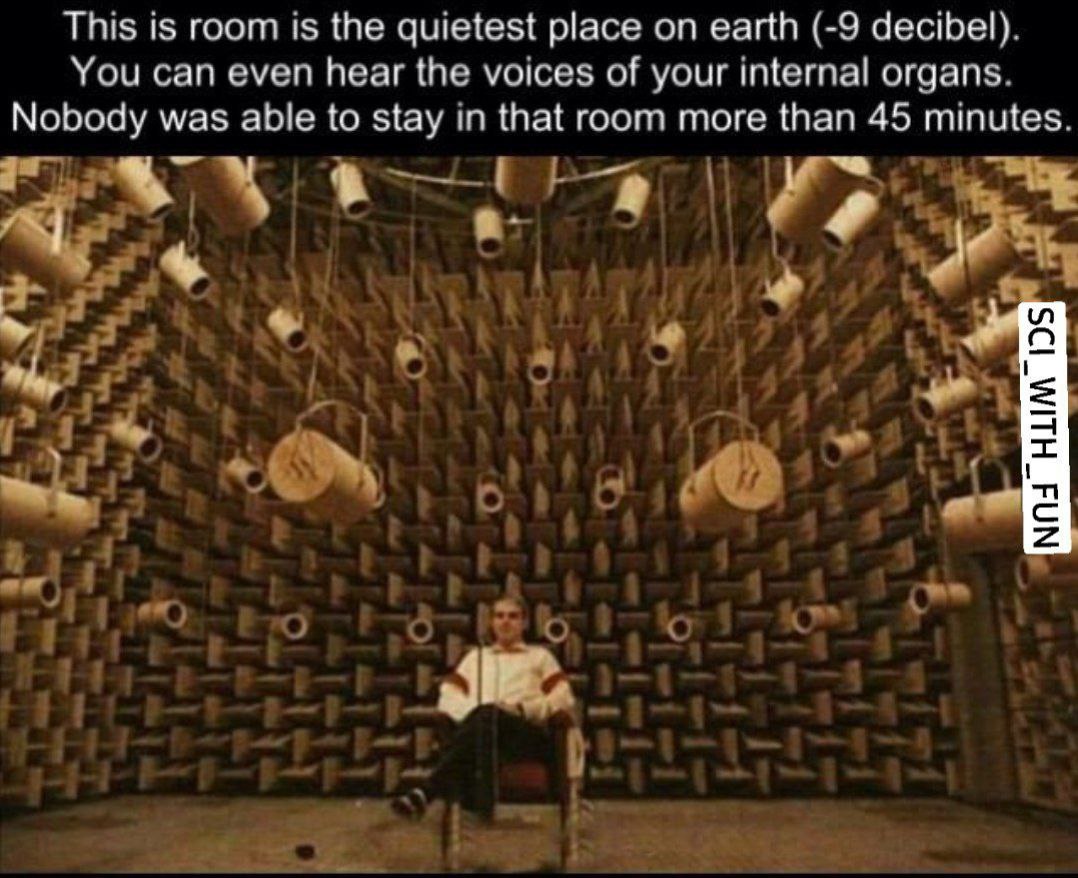 This is room is the quietest place on earth (-9 decibel).
You can even hear the voices of your internal organs.
Nobody was able to stay in that room more than 45 minutes.
SCI_WITH_FUN